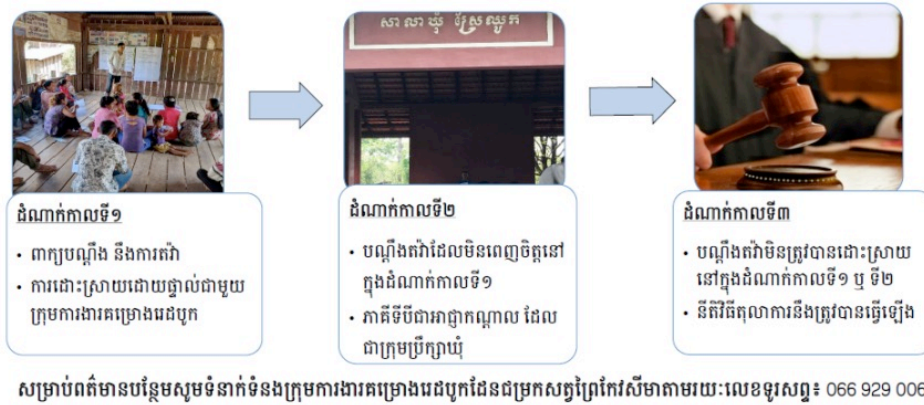 សាលាឃុំ ស្រែឈូក
ដំណាក់កាលទី១
• ពាក្យបណ្តឹង នឹងការតវ៉ា
• ការដោះស្រាយដោយផ្ទាល់ជាមួយ
ក្រុមការងារគម្រោងរេដបូក
ដំណាក់កាលទី២
• បណ្តឹងតវ៉ាដែលមិនពេញចិត្តនៅ
ក្នុងដំណាក់កាលទី១
• ភាគីទីបីជាអាជ្ញាកណ្តាល ដែល
ជាក្រុមប្រឹក្សាឃុំ
ដំណាក់កាលទី៣
• បណ្តឹងតវ៉ាមិនត្រូវបានដោះស្រាយ
នៅក្នុងដំណាក់កាលទី១ ឬ ទី២
• នីតិវិធីតុលាការនឹងត្រូវបានធ្វើឡើង
សម្រាប់ព័ត៌មានបន្ថែមសូមទំនាក់ទំនងក្រុមការងារគម្រោងរេដបូកដែនជម្រកសត្វព្រៃកែវសីមាតាមរយៈលេខទូរសព្ទ៖ 066 929 006